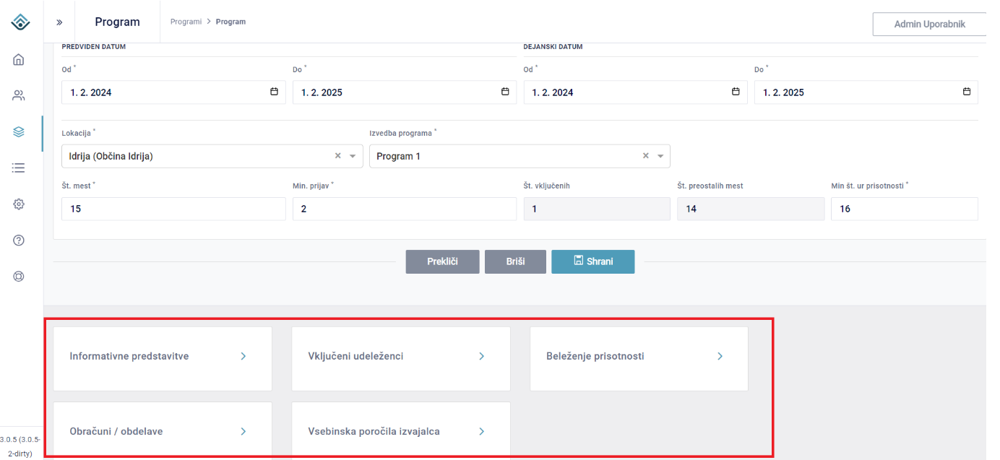 Program
Programi > Program
Admin Uporabnik
PREDVIDEN DATUM
DEJANSKI DATUM
Od *
Do *
Od *
Do *
1. 2. 2024
1. 2. 2025
1. 2. 2024
1. 2. 2025
Lokacija *
Izvedba programa *
Idrija (Občina Idrija)
Program 1
Št. mest *
Min. prijav *
Št. vključenih
Št. preostalih mest
Min št. ur prisotnosti *
15
2
1
14
16
Prekliči
Briši
Shrani
Informativne predstavitve
Vključeni udeleženci
Beleženje prisotnosti
Obračuni / obdelave
Vsebinska poročila izvajalca
3.0.5 (3.0.5-
2-dirty)